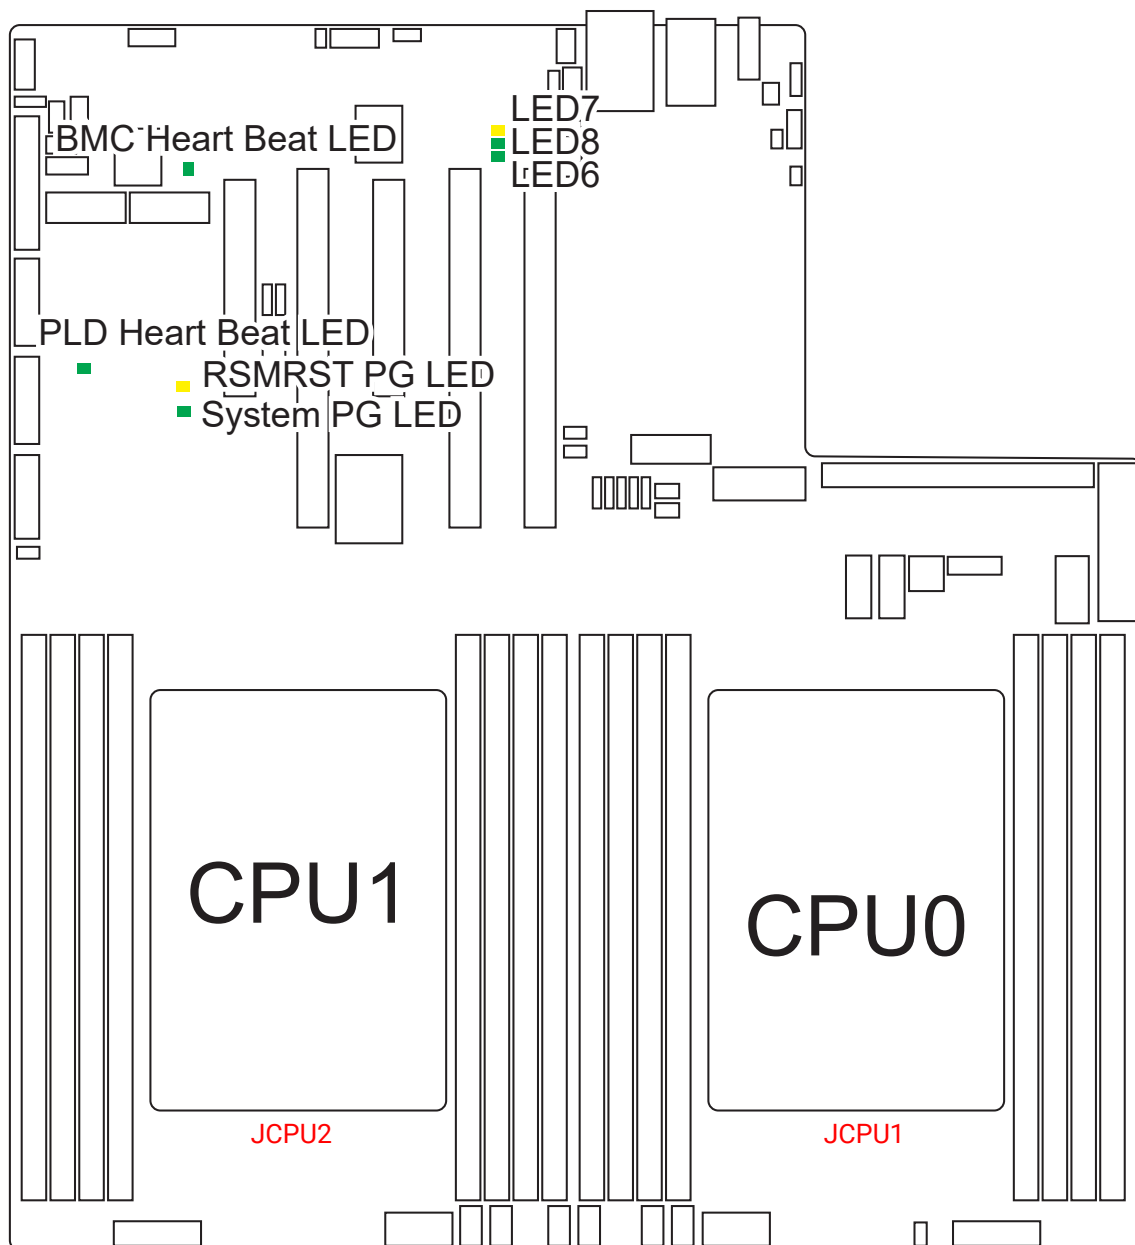 LED7
BMC Heart Beat LED
LED8
LED6
PLD Heart Beat LED
RSMRST PG LED
System PG LED
CPU1
CPU0
JCPU2
JCPU1